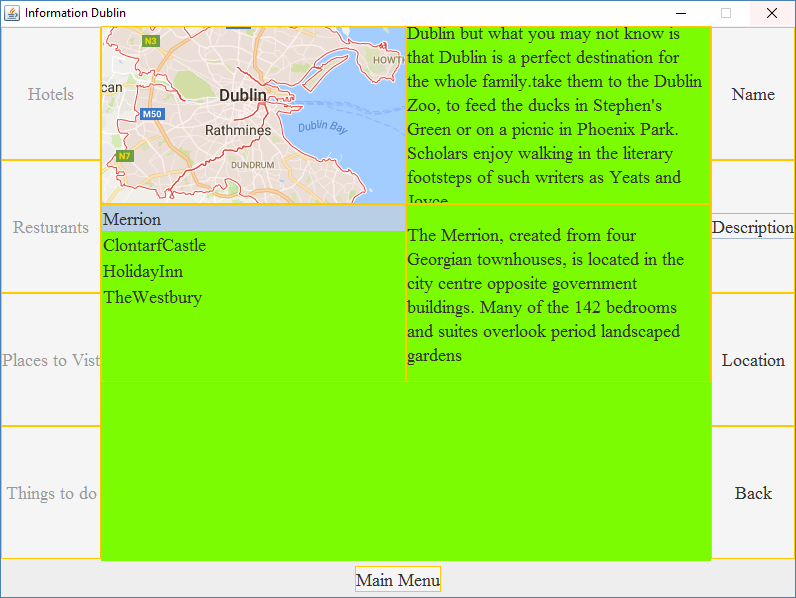 Information Dublin
Hotels
Resturants
Places to Vist
Things to do
N3
HOWTH
can
Dublin
M50
Rathmines
Dublin Bay
N7
DUNDRUM
Dublin but what you may not know is
that Dublin is a perfect destination for
the whole family.take them to the Dublin
Zoo, to feed the ducks in Stephen's
Green or on a picnic in Phoenix Park.
Scholars enjoy walking in the literary
footsteps of such writers as Yeats and
Joyce
Merrion
ClontarfCastle
HolidayInn
TheWestbury
The Merrion, created from four
Georgian townhouses, is located in the
city centre opposite government
buildings. Many of the 142 bedrooms
and suites overlook period landscaped
gardens
Name
Description
Location
Back
Main Menu